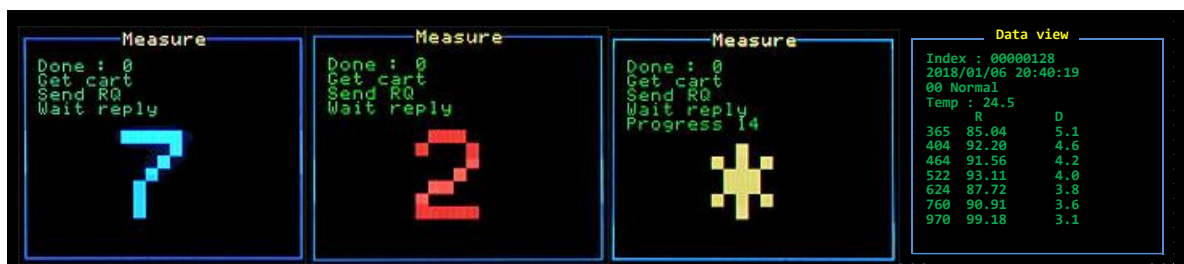 Measure
Done : 0
Get cart
Send RQ
Wait reply
7
Measure
Done : 0
Get cart
Send RQ
Wait reply
2
Measure
Done : 0
Get cart
Send RQ
Wait reply
Progress 14
*
Data view
Index : 00000128
2018/01/06 20:40:19
00 Normal
Temp : 24.5
R D
365 85.04 5.1
404 92.20 4.6
464 91.56 4.2
522 93.11 4.0
624 87.72 3.8
760 90.91 3.6
970 99.18 3.1